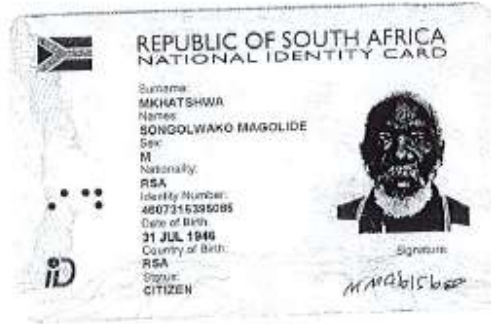 REPUBLIC OF SOUTH AFRICA
NATIONAL IDENTITY CARD
Surname:
MKHATSHWA
Names:
SONGOLWAKO MAGOLIDE
Sex:
M
Nationality:
RSA
Identity Number:
4607315395085
Date of Birth:
31 JUL 1946
Country of Birth:
RSA
Status:
CITIZEN
Signature:
iD